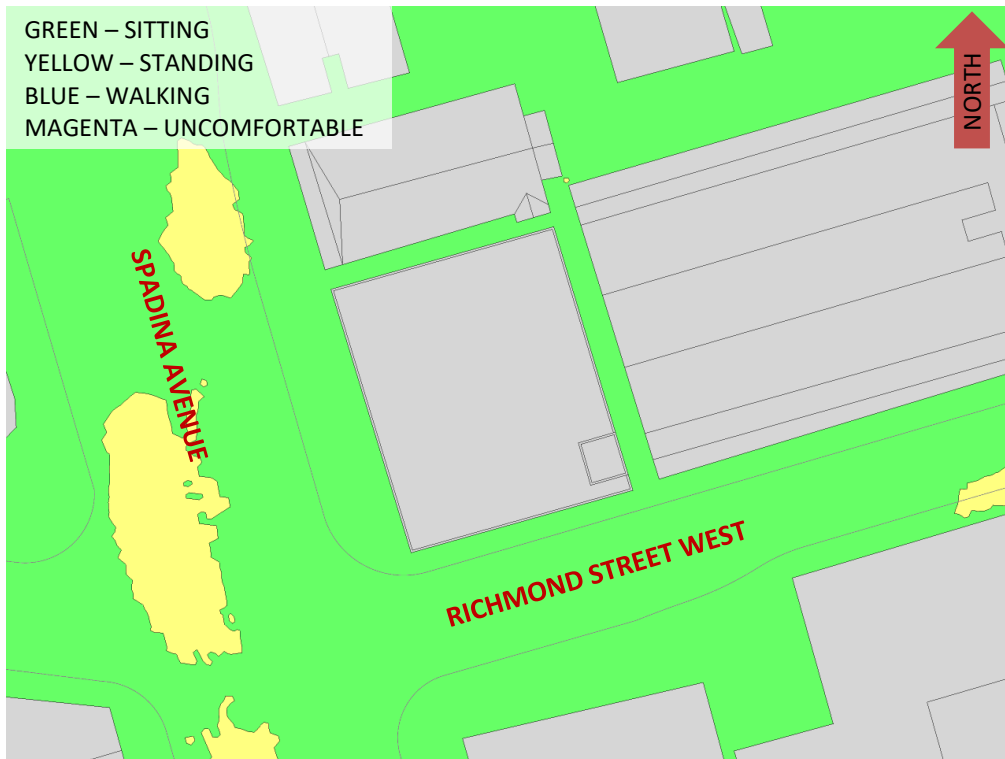 GREEN – SITTING
YELLOW – STANDING
BLUE – WALKING
MAGENTA – UNCOMFORTABLE
NORTH
SPADINA AVENUE
RICHMOND STREET WEST